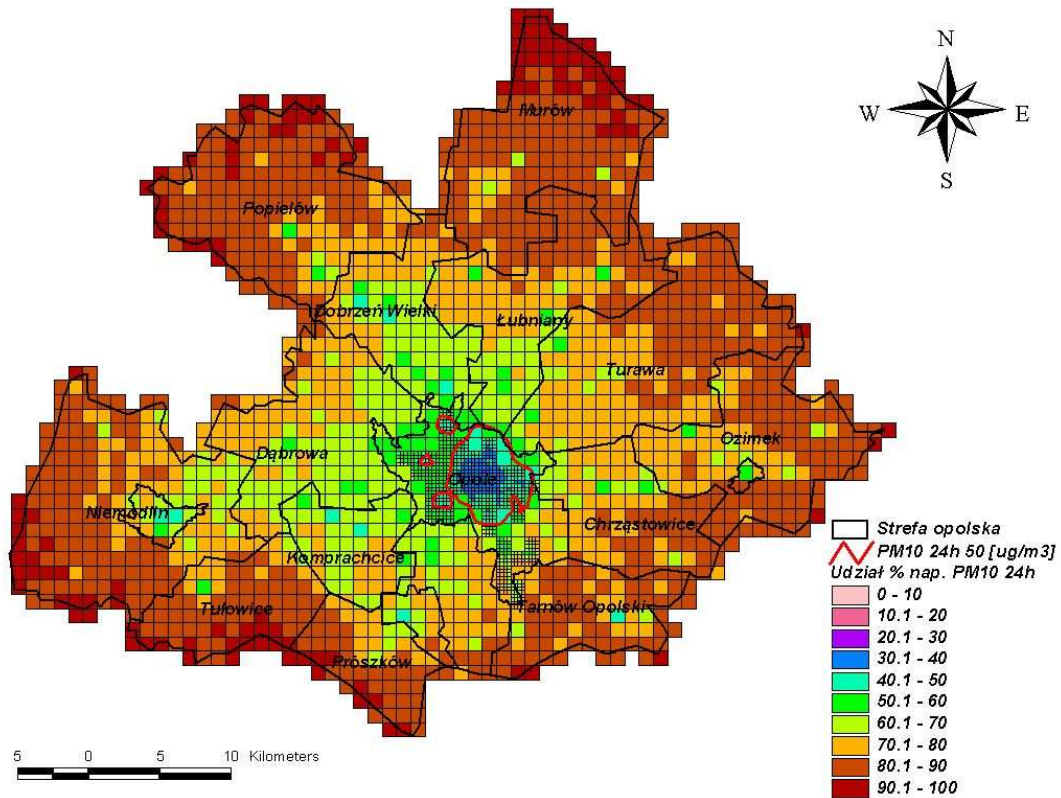 N
W E
S
Murów
Popielów
Dobrzeń Wielki
Łubniany
Turawa
Ozimek
Dąbrowa
Opole
Niemodlin
Chrząstowice
Komprachcice
Tułowice
Tarnów Opolski
Prószków
Strefa opolska
PM10 24h 50 [ug/m3]
Udział % nap. PM10 24h
0 - 10
10.1 - 20
20.1 - 30
30.1 - 40
40.1 - 50
50.1 - 60
60.1 - 70
70.1 - 80
80.1 - 90
90.1 - 100
5 0 5 10 Kilometers